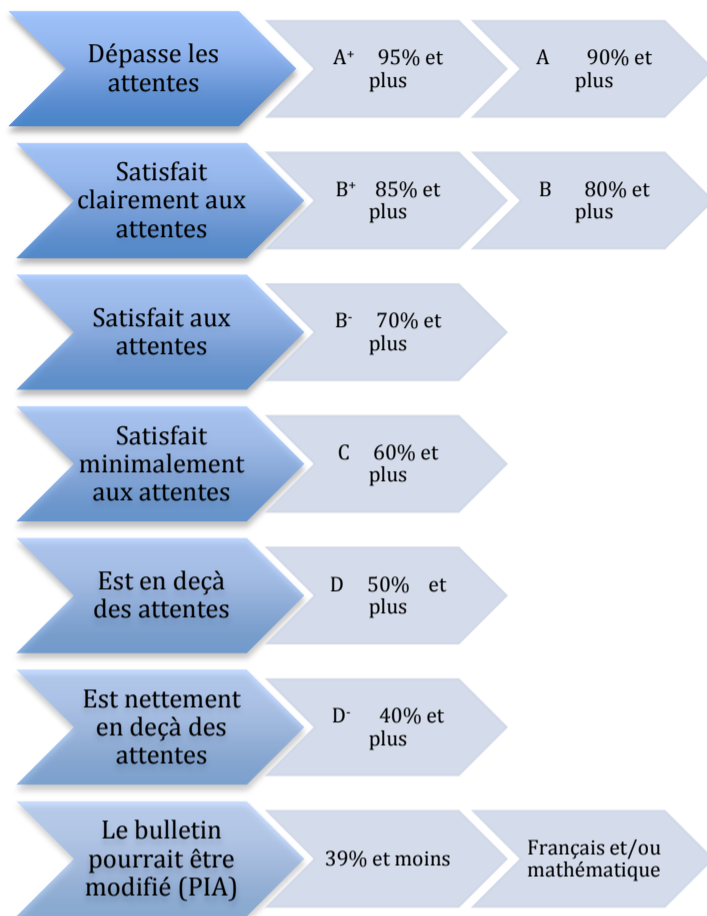 Dépasse les
attentes
A⁺ 95% et
plus
A 90% et
plus
Satisfait
clairement aux
attentes
B⁺ 85% et
plus
B 80% et
plus
Satisfait aux
attentes
B⁻ 70% et
plus
Satisfait
minimalement
aux attentes
C 60% et
plus
Est en deçà
des attentes
D 50% et
plus
Est nettement
en deçà des
attentes
D⁻ 40% et
plus
Le bulletin
pourrait être
modifié (PIA)
39% et moins
Français et/ou
mathématique